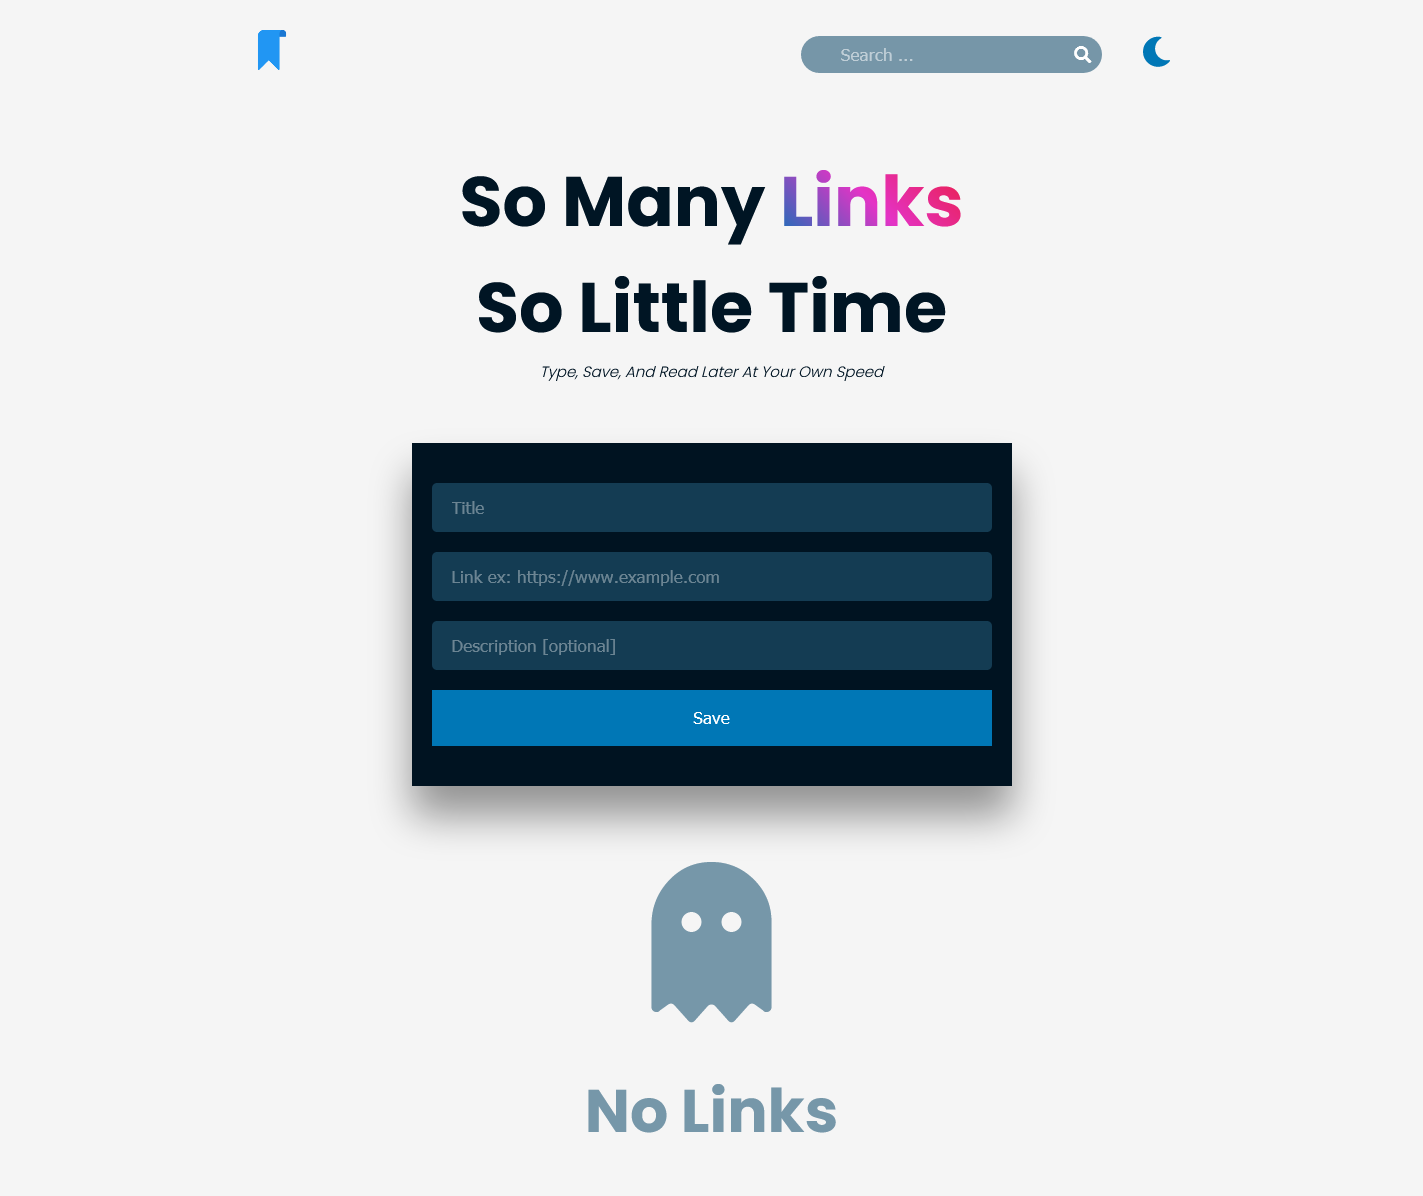 Search ...
So Many Links
So Little Time
Type, Save, And Read Later At Your Own Speed
Title
Link ex: https://www.example.com
Description [optional]
Save
No Links